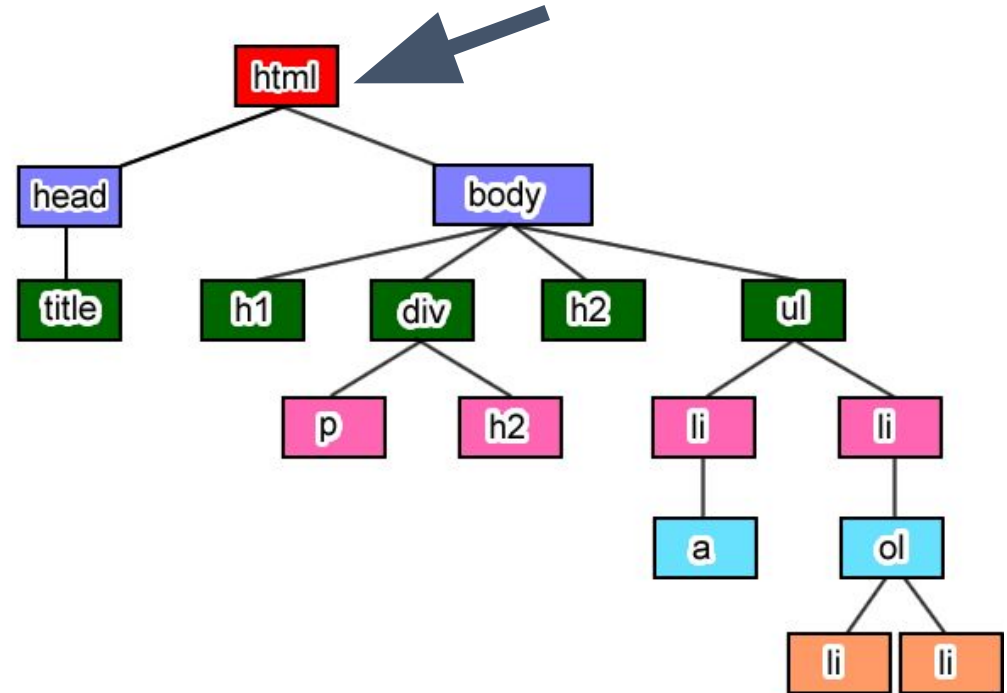 html
head body
title h1 div h2 ul
p h2 li li
a ol
li li